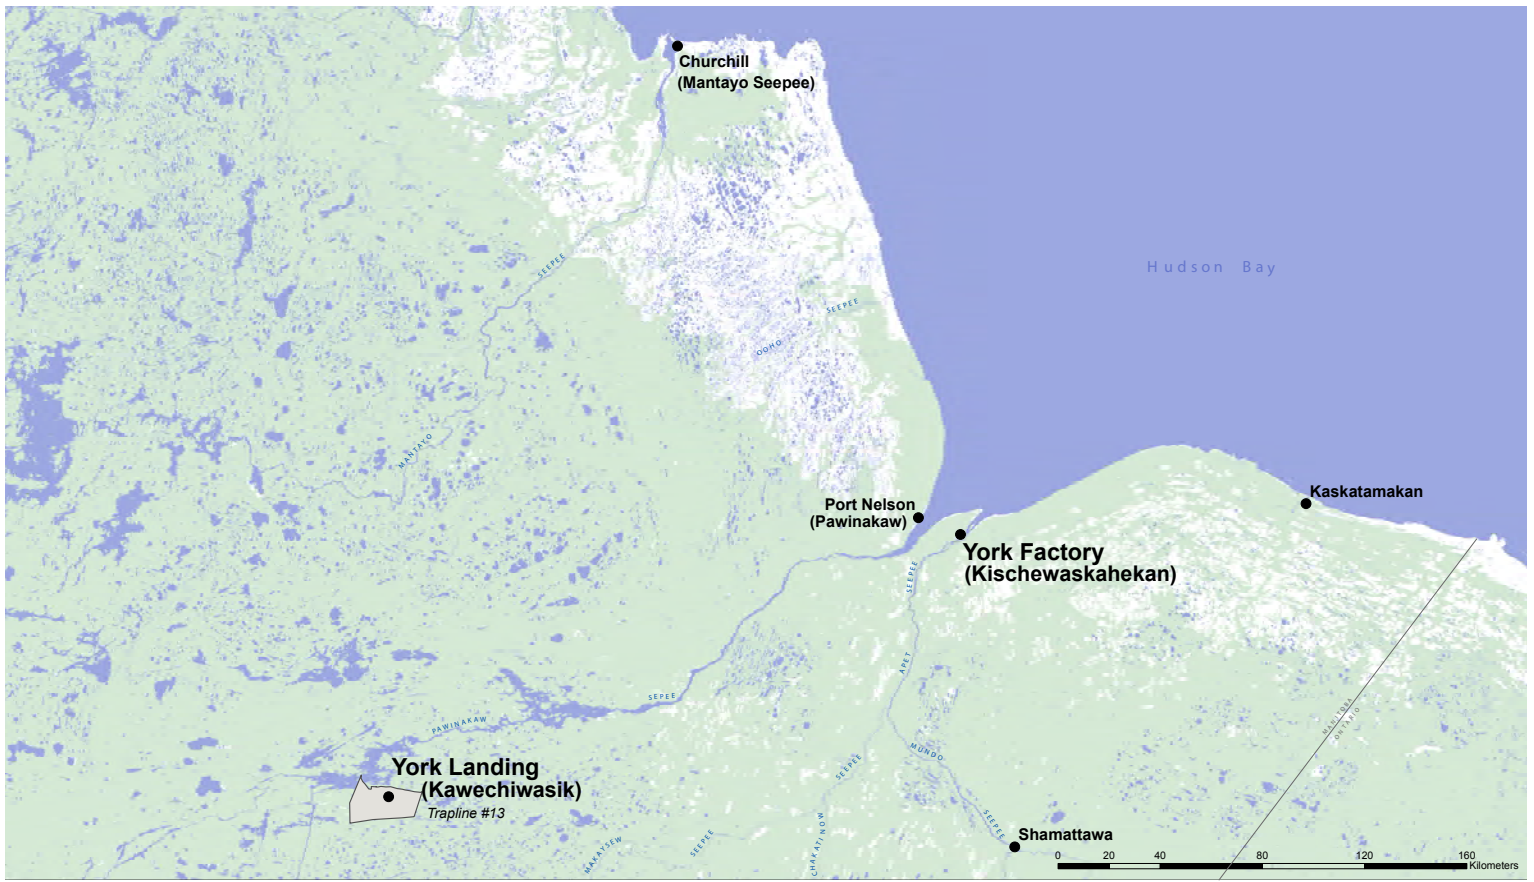 Churchill
(Mantayo Seepee)
Hudson Bay
SEEPEE
SEEPEE
OOHO
MANTAYO
Kaskatamakan
Port Nelson
(Pawinakaw)
York Factory
(Kischewaskahekan)
SEEPEE
APET
SEPEE
PAWINAKAW
MANITOBA
ONTARIO
MUNDO
SEEPEE
York Landing
(Kawechiwasik)
Trapline #13
SEEPEE
CHAKATINOW
SEEPEE
MAKAYSEW
Shamattawa
0 20 40 80 120 160
Kilometers